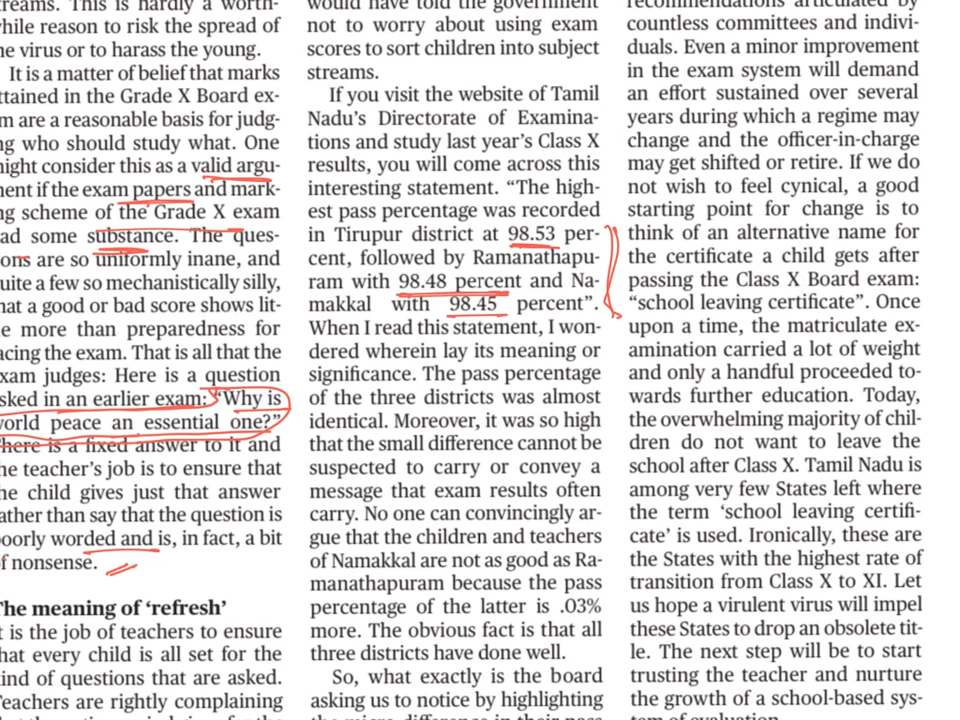 treams. This is hardly a worth-
while reason to risk the spread of
he virus or to harass the young.
It is a matter of belief that marks
ttained in the Grade X Board ex-
m are a reasonable basis for judg-
ng who should study what. One
night consider this as a valid argu-
ment if the exam papers and mark-
ng scheme of the Grade X exam
ad some substance. The ques-
ons are so uniformly inane, and
uite a few so mechanistically silly,
hat a good or bad score shows lit-
e more than preparedness for
acing the exam. That is all that the
xam judges: Here is a question
sked in an earlier exam: “Why is
world peace an essential one?”
There is a fixed answer to it and
he teacher’s job is to ensure that
he child gives just that answer
ather than say that the question is
poorly worded and is, in fact, a bit
f nonsense.
The meaning of ‘refresh’
t is the job of teachers to ensure
hat every child is all set for the
kind of questions that are asked.
Teachers are rightly complaining
would have told the government
not to worry about using exam
scores to sort children into subject
streams.
If you visit the website of Tamil
Nadu’s Directorate of Examina-
tions and study last year’s Class X
results, you will come across this
interesting statement. “The high-
est pass percentage was recorded
in Tirupur district at 98.53 per-
cent, followed by Ramanathapu-
ram with 98.48 percent and Na-
makkal with 98.45 percent”.
When I read this statement, I won-
dered wherein lay its meaning or
significance. The pass percentage
of the three districts was almost
identical. Moreover, it was so high
that the small difference cannot be
suspected to carry or convey a
message that exam results often
carry. No one can convincingly ar-
gue that the children and teachers
of Namakkal are not as good as Ra-
manathapuram because the pass
percentage of the latter is .03%
more. The obvious fact is that all
three districts have done well.
So, what exactly is the board
asking us to notice by highlighting
recommendations articulated by
countless committees and indivi-
duals. Even a minor improvement
in the exam system will demand
an effort sustained over several
years during which a regime may
change and the officer-in-charge
may get shifted or retire. If we do
not wish to feel cynical, a good
starting point for change is to
think of an alternative name for
the certificate a child gets after
passing the Class X Board exam:
“school leaving certificate”. Once
upon a time, the matriculate ex-
amination carried a lot of weight
and only a handful proceeded to-
wards further education. Today,
the overwhelming majority of chil-
dren do not want to leave the
school after Class X. Tamil Nadu is
among very few States left where
the term ‘school leaving certifi-
cate’ is used. Ironically, these are
the States with the highest rate of
transition from Class X to XI. Let
us hope a virulent virus will impel
these States to drop an obsolete tit-
le. The next step will be to start
trusting the teacher and nurture
the growth of a school-based sys-
tem of evaluation.